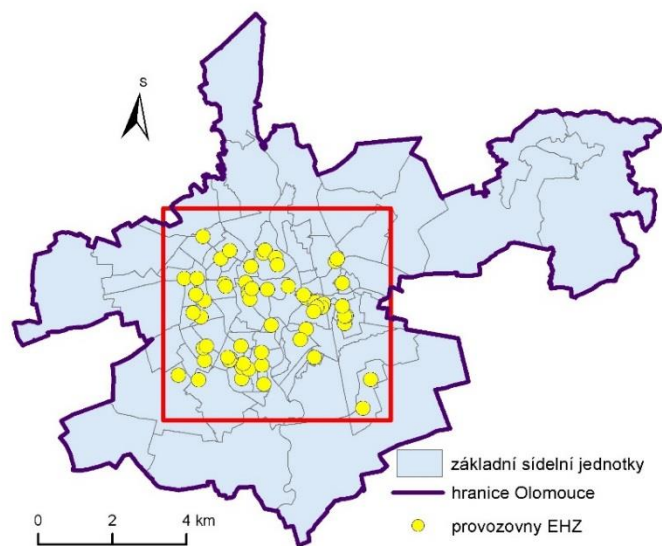 S
základní sídelní jednotky
hranice Olomouce
provozovny EHZ
0 2 4 km